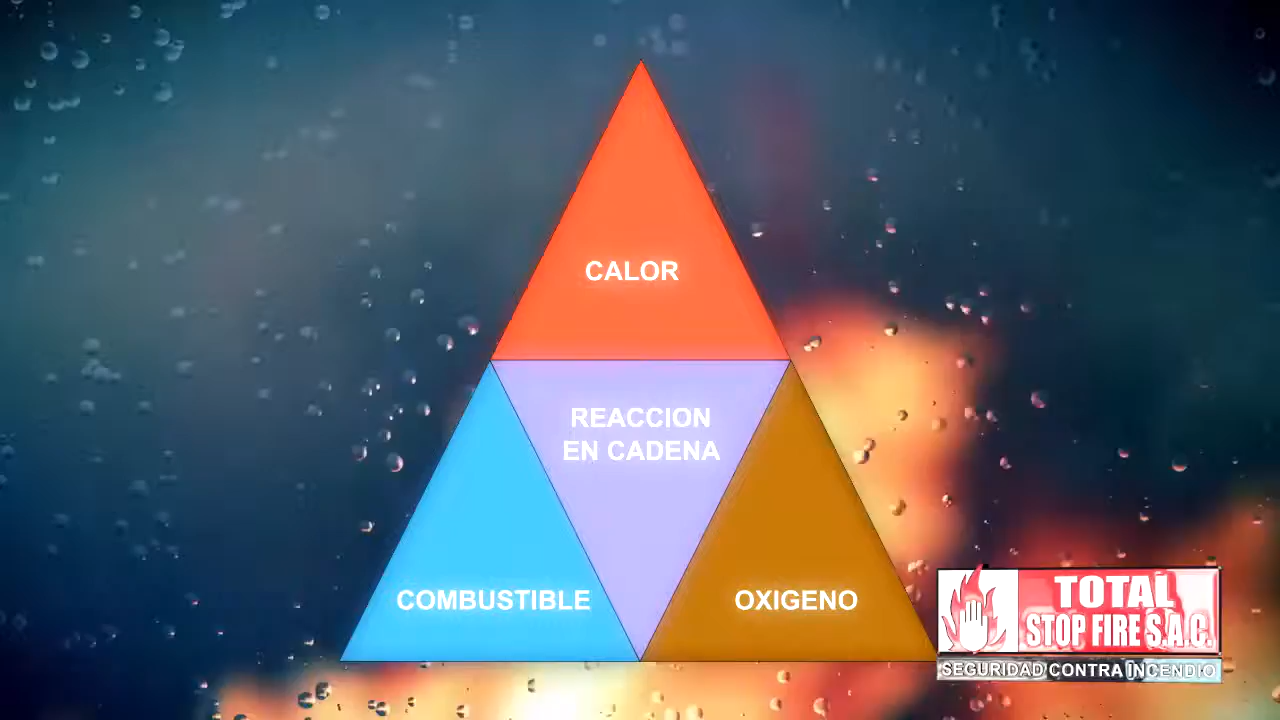 CALOR
REACCION
EN CADENA
COMBUSTIBLE
OXIGENO
TOTAL
STOP FIRE S.A.C.
SEGURIDAD CONTRA INCENDIO